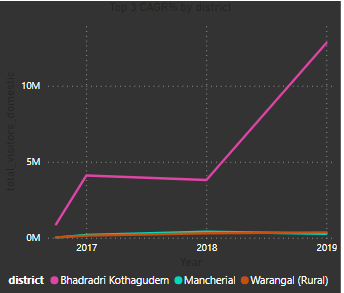 Top 3 CAGR% by district
total_visitors_domestic
10M
5M
0M
2017 2018 2019
Year
district Bhadradri Kothagudem Mancherial Warangal (Rural)